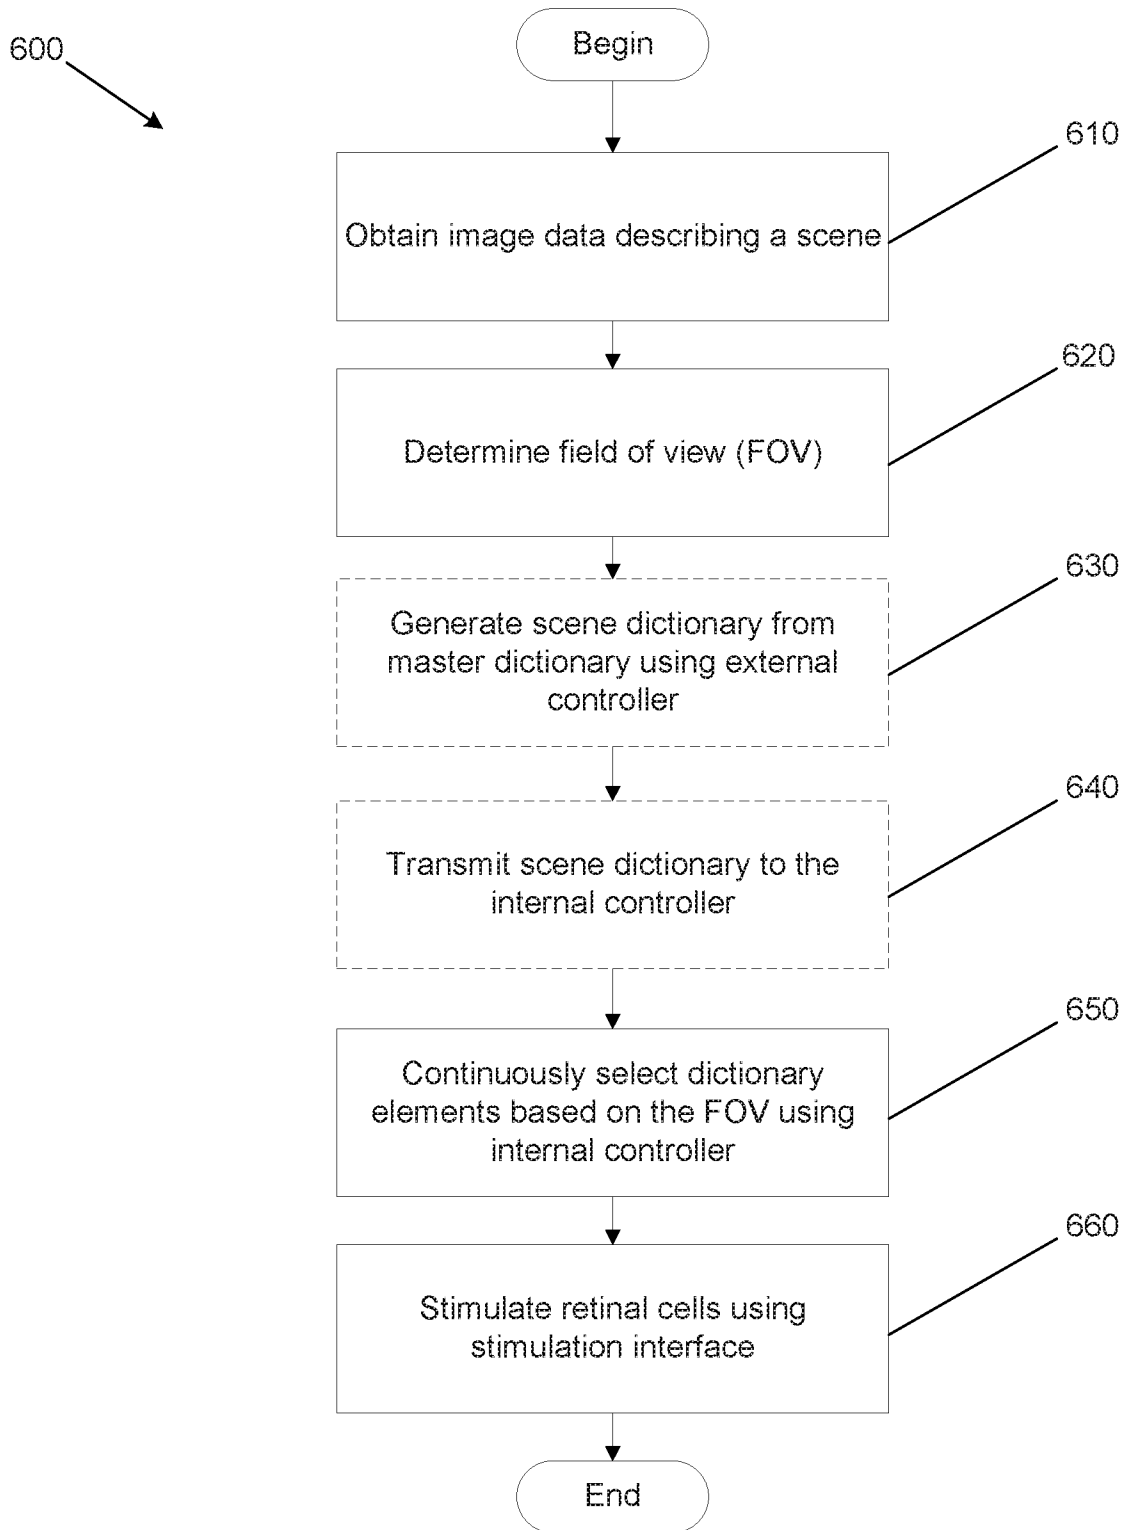 600
Begin
610
Obtain image data describing a scene
620
Determine field of view (FOV)
630
Generate scene dictionary from
master dictionary using external
controller
640
Transmit scene dictionary to the
internal controller
650
Continuously select dictionary
elements based on the FOV using
internal controller
660
Stimulate retinal cells using
stimulation interface
End